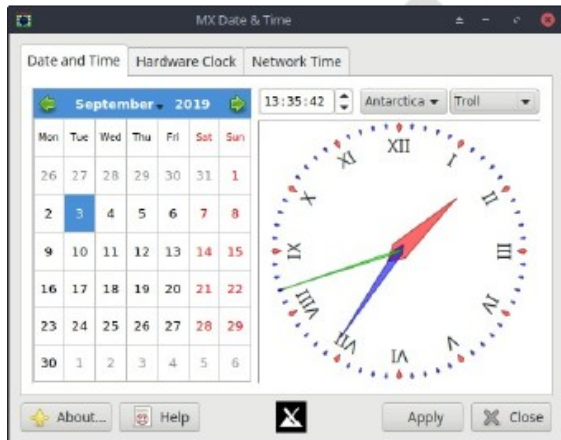 MX Date & Time
Date and Time Hardware Clock Network Time
September 2019
13:35:42 Antarctica Troll
Mon Tue Wed Thu Fri Sat Sun
26 27 28 29 30 31 1
2 3 4 5 6 7 8
9 10 11 12 13 14 15
16 17 18 19 20 21 22
23 24 25 26 27 28 29
30 1 2 3 4 5 6
XII
I
II
III
IV
V
VI
VII
VIII
IX
X
XI
About... Help Apply Close